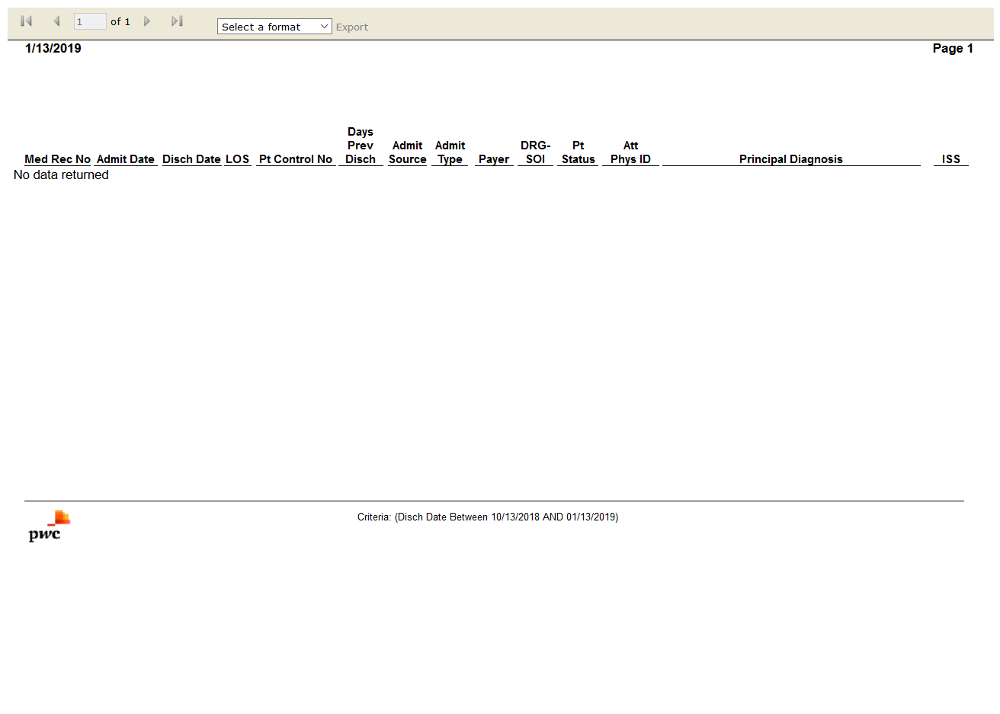 1 of 1 Select a format Export
1/13/2019 Page 1
Days
Prev Admit Admit DRG- Pt Att
Med Rec No Admit Date Disch Date LOS Pt Control No Disch Source Type Payer SOI Status Phys ID Principal Diagnosis ISS
No data returned
pwc Criteria: (Disch Date Between 10/13/2018 AND 01/13/2019)